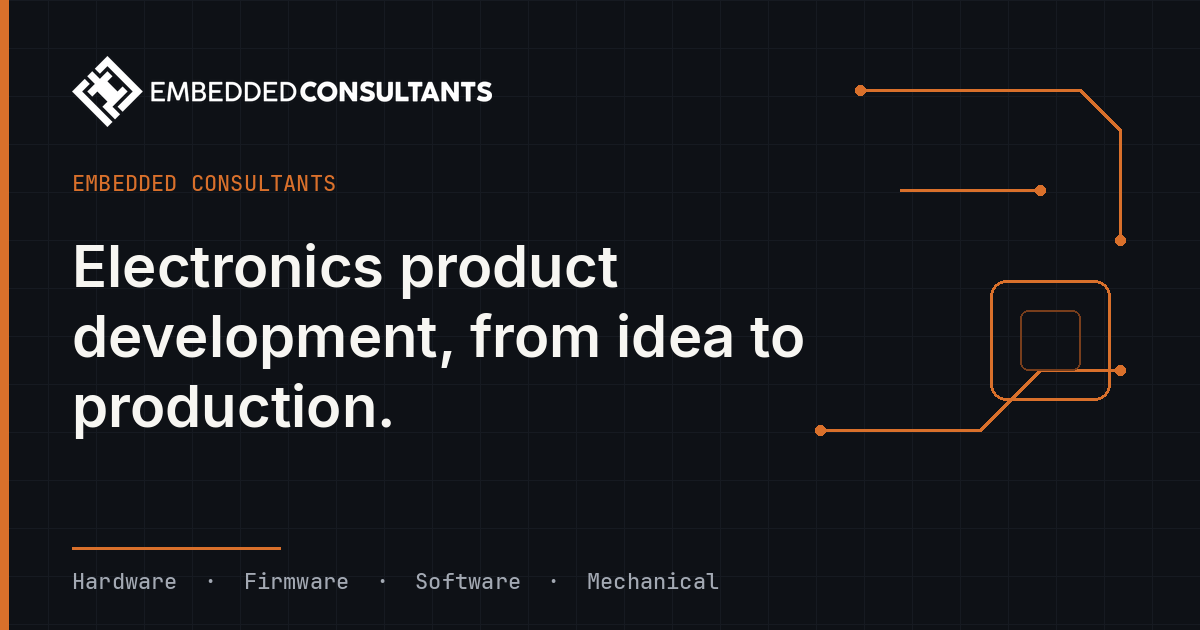 EMBEDDEDCONSULTANTS
EMBEDDED CONSULTANTS
Electronics product
development, from idea to
production.
Hardware · Firmware · Software · Mechanical